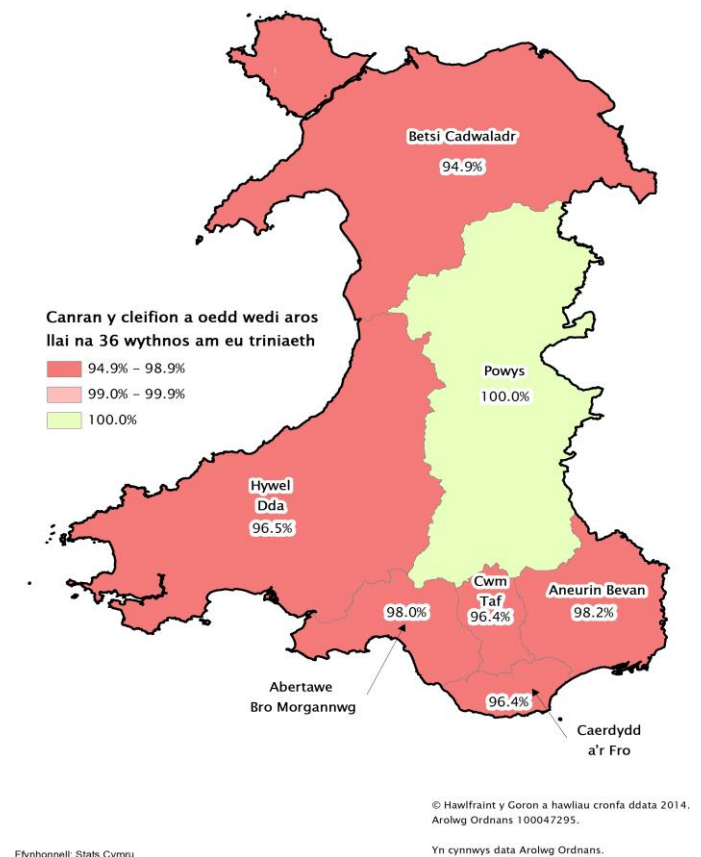 Betsi Cadwaladr
94.9%
Canran y cleifion a oedd wedi aros
llai na 36 wythnos am eu triniaeth
94.9% - 98.9%
99.0% - 99.9%
100.0%
Powys
100.0%
Hywel
Dda
96.5%
Cwm
Taf
96.4%
Aneurin Bevan
98.2%
98.0%
Abertawe
Bro Morgannwg
96.4%
Caerdydd
a'r Fro
© Hawlfraint y Goron a hawliau cronfa ddata 2014.
Arolwg Ordnans 100047295.
Yn cynnwys data Arolwg Ordnans.
Ffynhonnell: Stats Cymru